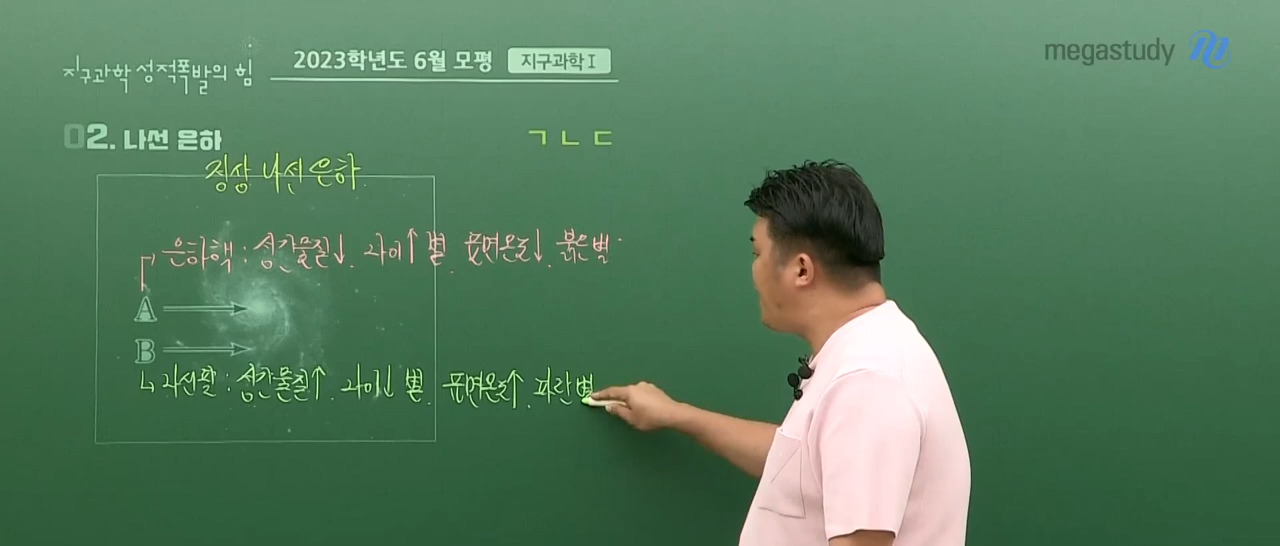 지구과학 성적폭발의 힘
2023학년도 6월 모평 지구과학 I
megastudy
02. 나선 은하
ㄱ ㄴ ㄷ
정상 나선 은하
은하핵 : 성간물질↓, 나이↑ 별, 표면온도↓, 붉은별
A
B
나선팔 : 성간물질↑, 나이↓ 별, 표면온도↑, 파란별